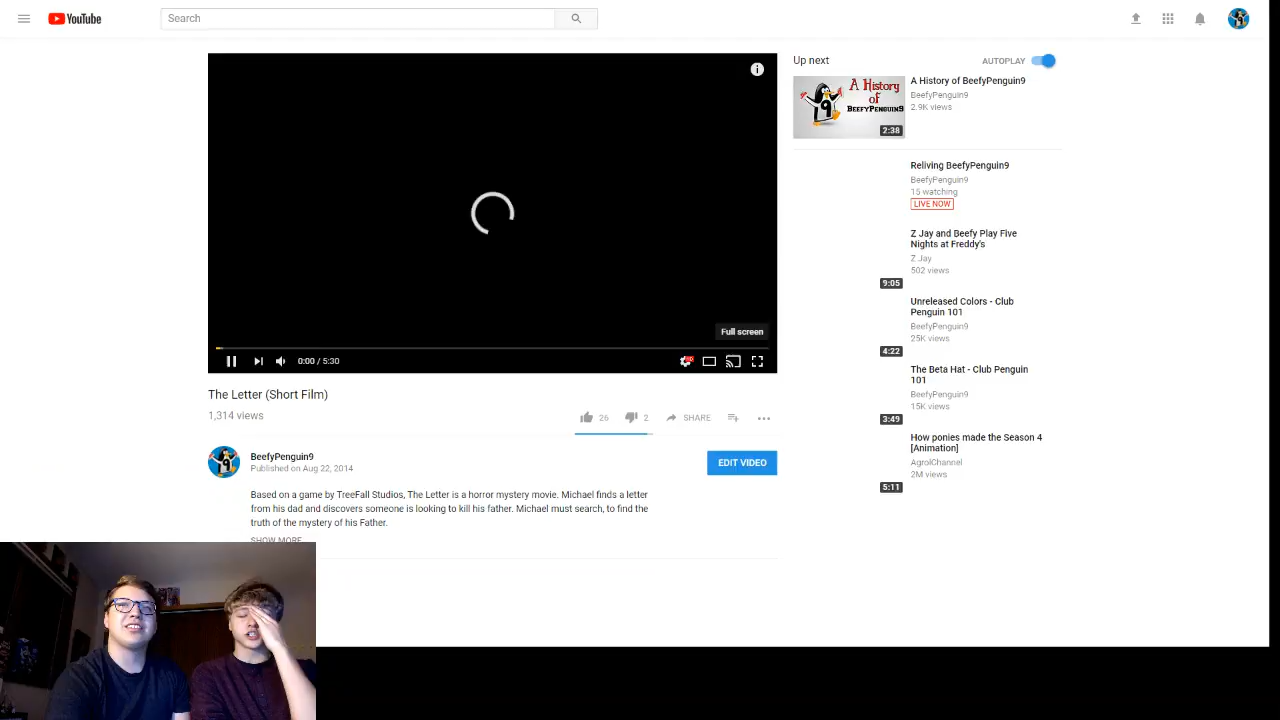 YouTube
Search
Full screen
0:00 / 5:30
HD
The Letter (Short Film)
1,314 views
26
2
SHARE
BeefyPenguin9
Published on Aug 22, 2014
EDIT VIDEO
Based on a game by TreeFall Studios, The Letter is a horror mystery movie. Michael finds a letter
from his dad and discovers someone is looking to kill his father. Michael must search, to find the
truth of the mystery of his Father.
SHOW MORE
Up next
AUTOPLAY
A History
of
BEEFYPENGUIN9
9
2:38
A History of BeefyPenguin9
BeefyPenguin9
2.9K views
Reliving BeefyPenguin9
BeefyPenguin9
15 watching
LIVE NOW
Z Jay and Beefy Play Five
Nights at Freddy's
Z Jay
502 views
9:05
Unreleased Colors - Club
Penguin 101
BeefyPenguin9
25K views
4:22
The Beta Hat - Club Penguin
101
BeefyPenguin9
15K views
3:49
How ponies made the Season 4
[Animation]
AgrolChannel
2M views
5:11